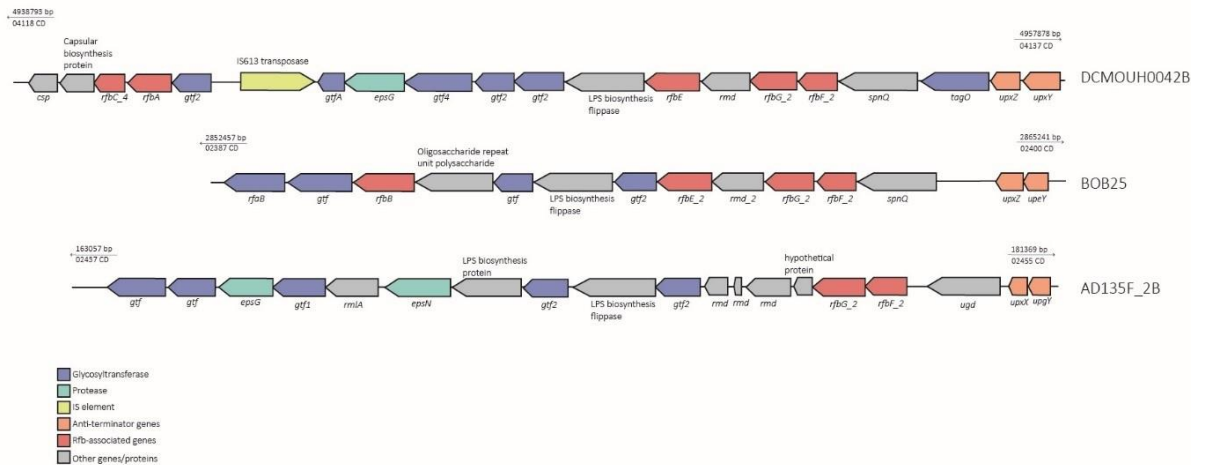 4938793 bp
04118 CD
Capsular
biosynthesis
protein
IS613 transposase
4957878 bp
04137 CD
DCMOUH0042B
csp
rfbC_4
rfbA
gtf2
gtfA
epsG
gtf4
gtf2
gtf2
LPS biosynthesis
flippase
rfbE
rmd
rfbG_2
rfbF_2
spnQ
tagO
upxZ
upxY
2852457 bp
02387 CD
Oligosaccharide repeat
unit polysaccharide
2865241 bp
02400 CD
BOB25
rfaB
gtf
rfbB
gtf
LPS biosynthesis
flippase
gtf2
rfbE_2
rmd_2
rfbG_2
rfbF_2
spnQ
upxZ
upeY
163057 bp
02437 CD
LPS biosynthesis
protein
hypothetical
protein
181369 bp
02455 CD
AD135F_2B
gtf
gtf
epsG
gtf1
rmlA
epsN
gtf2
LPS biosynthesis
flippase
gtf2
rmd
rmd
rmd
rfbG_2
rfbF_2
ugd
upxX
upgY
Glycosyltransferase
Protease
IS element
Anti-terminator genes
Rfb-associated genes
Other genes/proteins